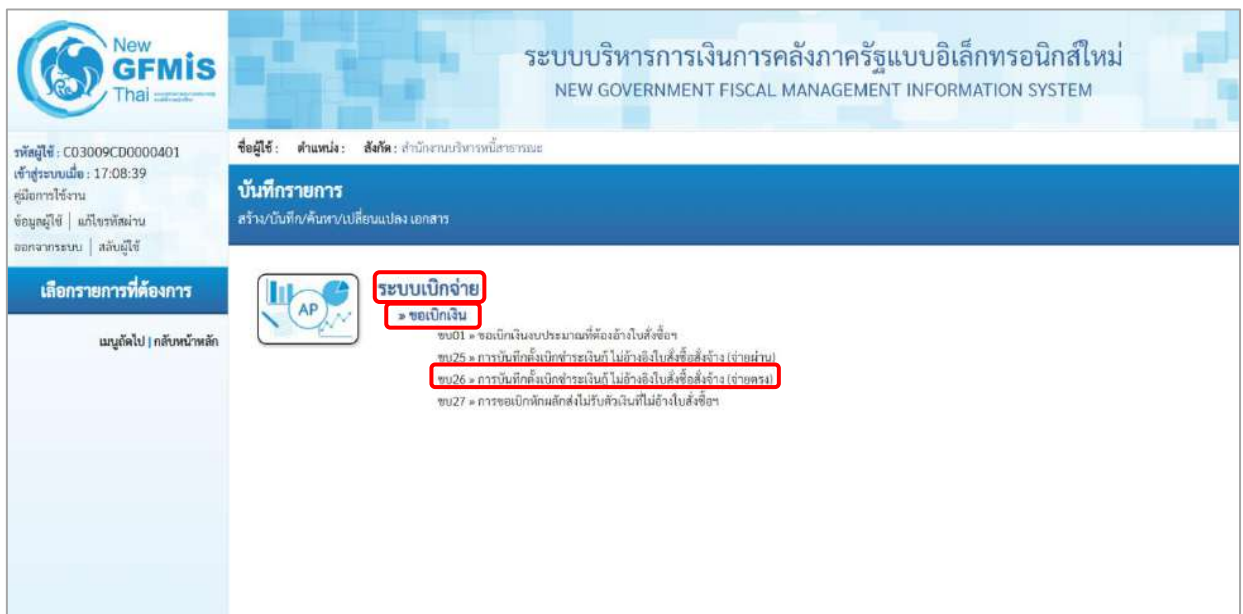 New
GFMIS
Thai
ระบบบริหารการเงินการคลังภาครัฐแบบอิเล็กทรอนิกส์ใหม่
NEW GOVERNMENT FISCAL MANAGEMENT INFORMATION SYSTEM
รหัสผู้ใช้ : C03009CD0000401
เข้าสู่ระบบเมื่อ : 17:08:39
คู่มือการใช้งาน
ข้อมูลผู้ใช้ | แก้ไขรหัสผ่าน
ออกจากระบบ | สลับผู้ใช้
ชื่อผู้ใช้ : ตำแหน่ง : สังกัด : สำนักงานบริหารหนี้สาธารณะ
บันทึกรายการ
สร้าง/บันทึก/ค้นหา/เปลี่ยนแปลง เอกสาร
เลือกรายการที่ต้องการ
เมนูถัดไป | กลับหน้าหลัก
AP
ระบบเบิกจ่าย
» ขอเบิกเงิน
ขบ01 » ขอเบิกเงินงบประมาณที่ต้องอ้างใบสั่งซื้อฯ
ขบ25 » การบันทึกตั้งเบิกชำระเงินกู้ ไม่อ้างอิงใบสั่งซื้อสั่งจ้าง (จ่ายผ่าน)
ขบ26 » การบันทึกตั้งเบิกชำระเงินกู้ ไม่อ้างอิงใบสั่งซื้อสั่งจ้าง (จ่ายตรง)
ขบ27 » การขอเบิกหักผลักส่งไม่รับตัวเงินที่ไม่อ้างใบสั่งซื้อฯ